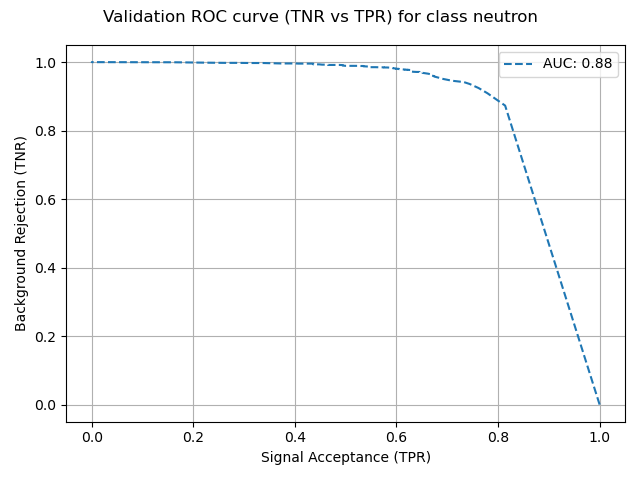 Validation ROC curve (TNR vs TPR) for class neutron
AUC: 0.88
Background Rejection (TNR)
1.0
0.8
0.6
0.4
0.2
0.0
0.0 0.2 0.4 0.6 0.8 1.0
Signal Acceptance (TPR)